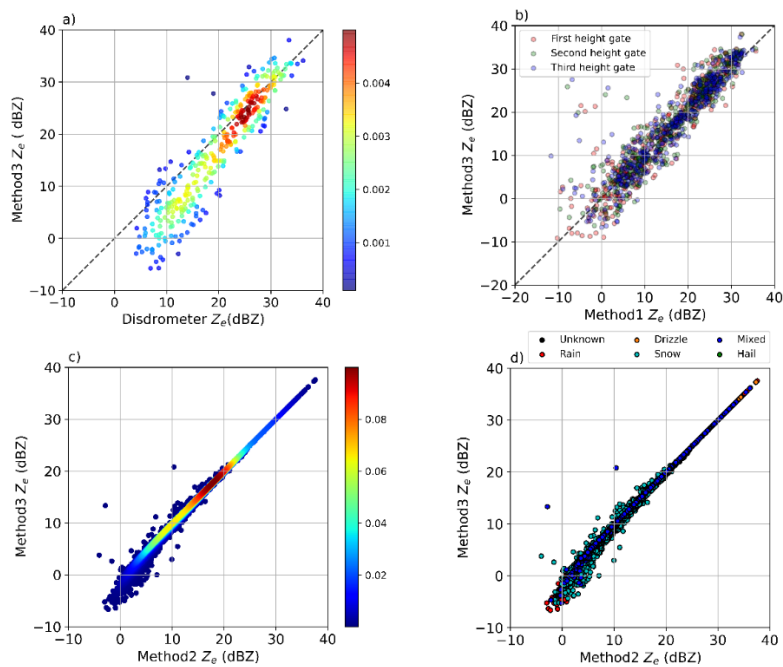 a)
40
30
20
10
0
−10
−10 0 10 20 30 40
Method3 Ze ( dBZ)
Disdrometer Ze(dBZ)
0.004
0.003
0.002
0.001
b)
First height gate
Second height gate
Third height gate
40
30
20
10
0
−10
−20
−20 −10 0 10 20 30 40
Method3 Ze (dBZ)
Method1 Ze (dBZ)
c)
40
30
20
10
0
−10
−10 0 10 20 30 40
Method3 Ze (dBZ)
Method2 Ze (dBZ)
0.08
0.06
0.04
0.02
d)
Unknown Drizzle Mixed
Rain Snow Hail
40
30
20
10
0
−10
−10 0 10 20 30 40
Method3 Ze (dBZ)
Method2 Ze (dBZ)